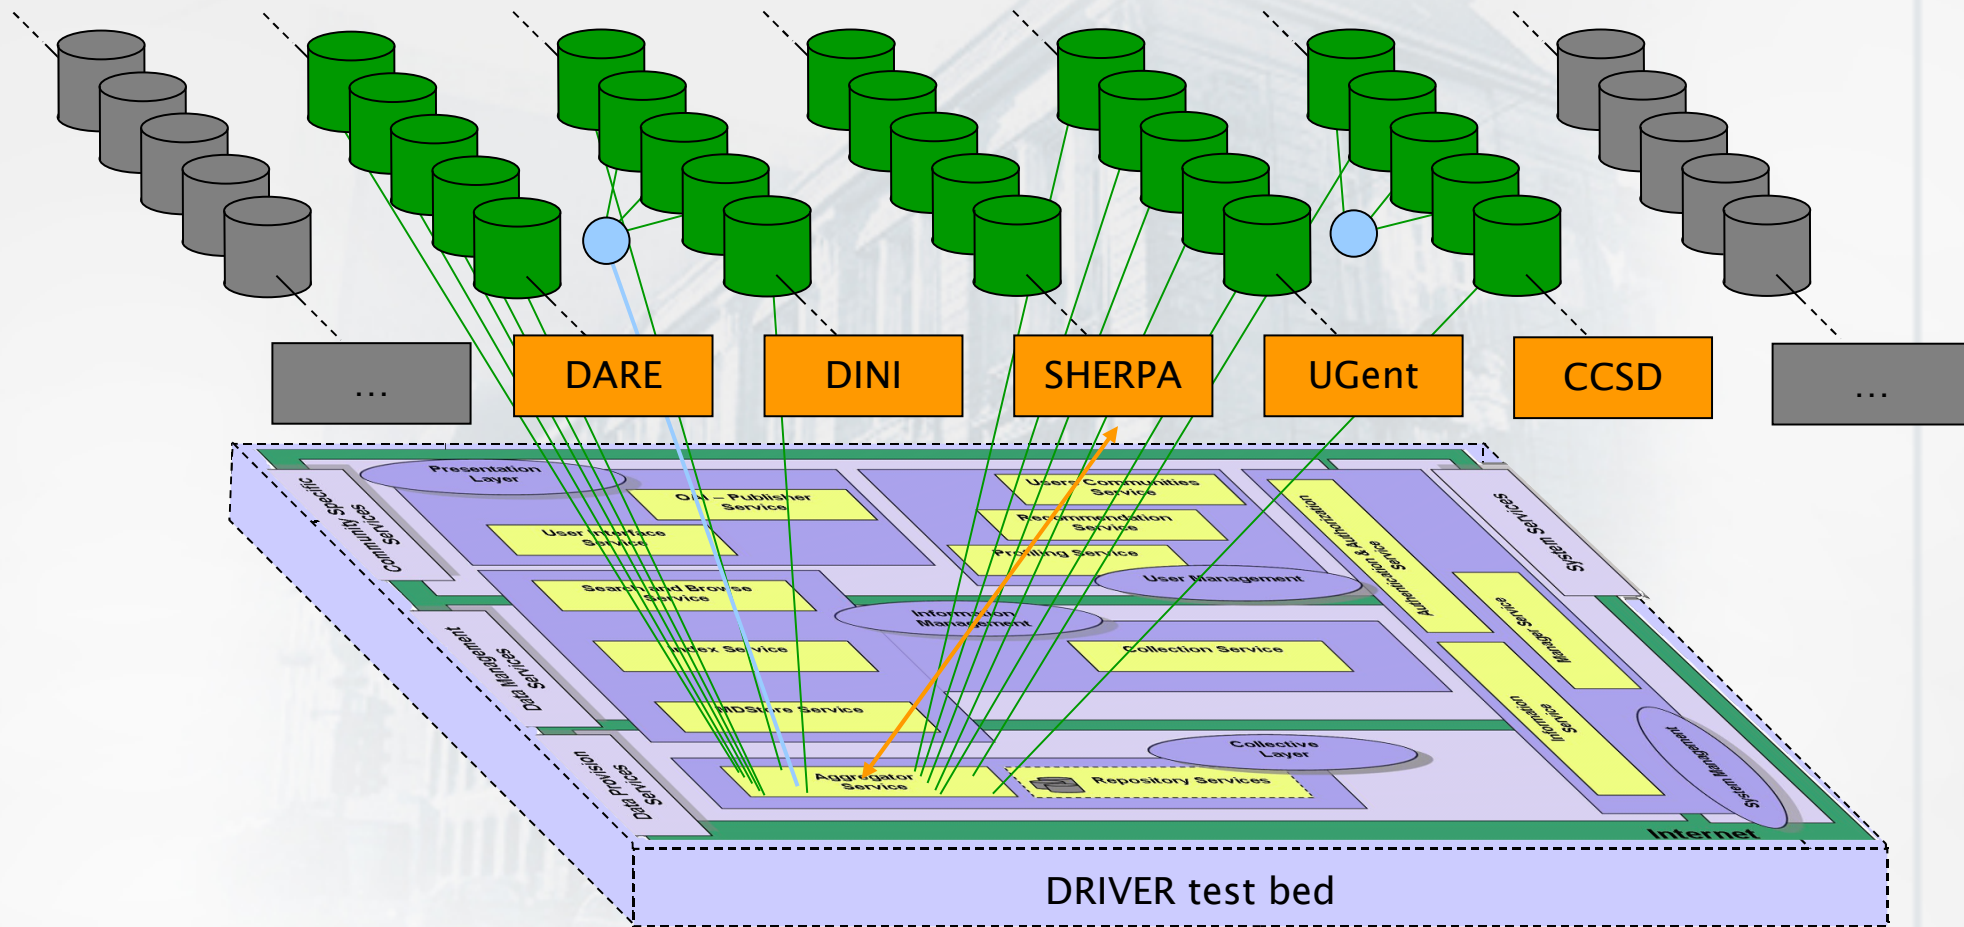 ...
DARE
DINI
SHERPA
UGent
CCSD
...
Presentation
Layer
OAI – Publisher
Service
User Interface
Service
Users Communities
Service
Recommendation
Service
Profiling Service
User Management
Community Specific
Services
Authentication & Authorization
Service
System Services
Search and Browse
Service
Information
Management
Manager Service
Index Service
Collection Service
Data Management
Services
MDStore Service
Information
Service
Collective
Layer
System Management
Data Provision
Services
Aggregator
Service
Repository Services
Internet
DRIVER test bed